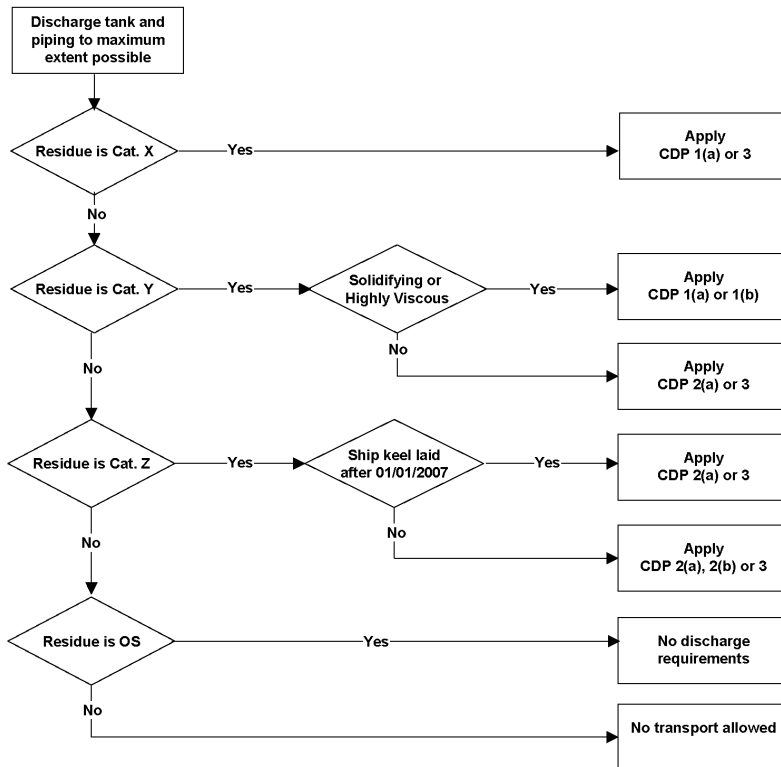 Discharge tank and
piping to maximum
extent possible
Residue is Cat. X
Yes
Apply
CDP 1(a) or 3
No
Residue is Cat. Y
Yes
Solidifying or
Highly Viscous
Yes
Apply
CDP 1(a) or 1(b)
No
Apply
CDP 2(a) or 3
No
Residue is Cat. Z
Yes
Ship keel laid
after 01/01/2007
Yes
Apply
CDP 2(a) or 3
No
Apply
CDP 2(a), 2(b) or 3
No
Residue is OS
Yes
No discharge
requirements
No
No transport allowed